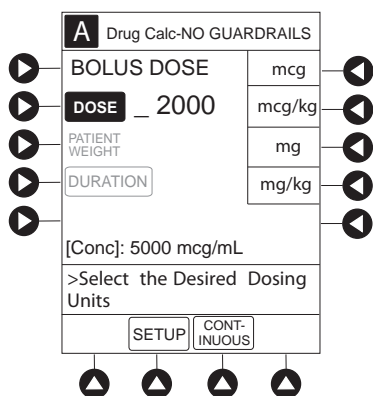 A Drug Calc-NO GUARDRAILS
BOLUS DOSE mcg
DOSE _ 2000 mcg/kg
PATIENT
WEIGHT
mg
DURATION mg/kg
[Conc]: 5000 mcg/mL
>Select the Desired Dosing
Units
SETUP
CONT-
INUOUS